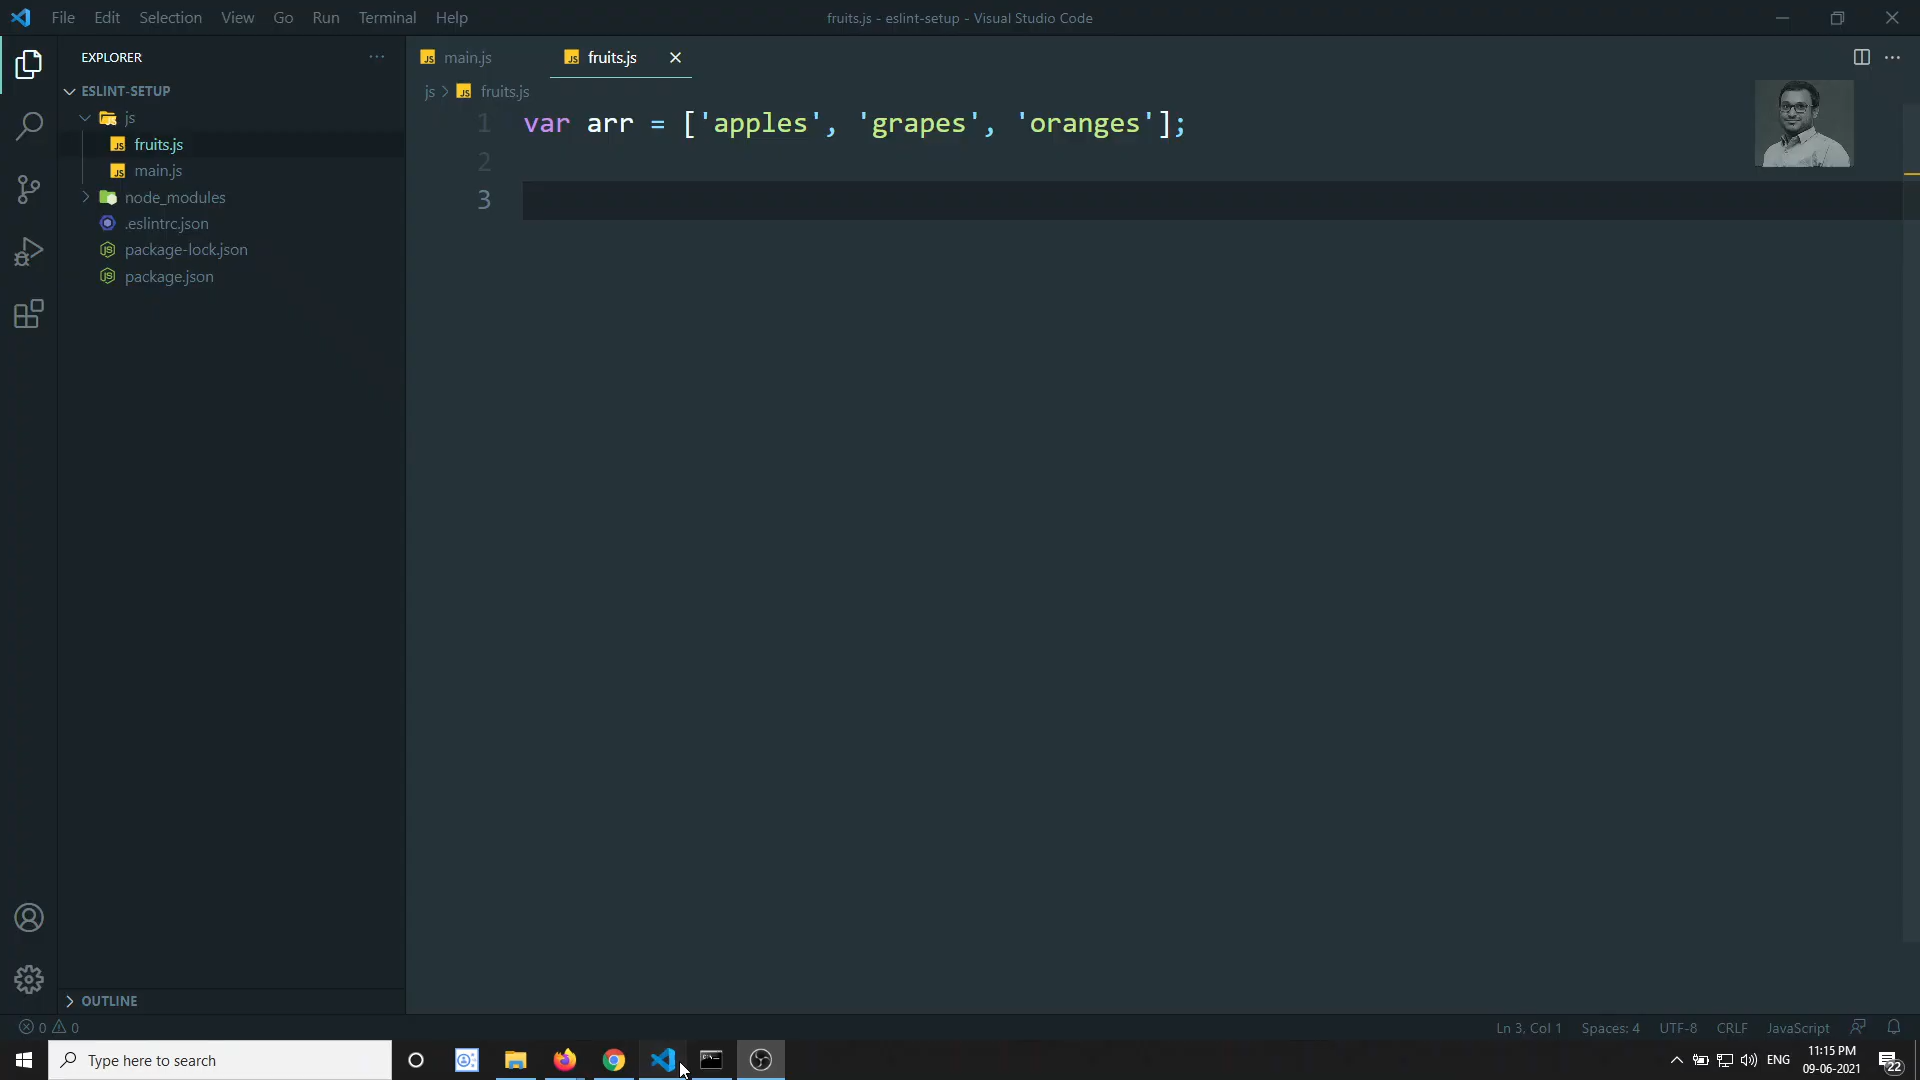 File Edit Selection View Go Run Terminal Help
fruits.js - eslint-setup - Visual Studio Code
EXPLORER
ESLINT-SETUP
js
fruits.js
main.js
node_modules
.eslintrc.json
package-lock.json
package.json
OUTLINE
main.js fruits.js
js > fruits.js
1 var arr = ['apples', 'grapes', 'oranges'];
2
3
0 0
Ln 3, Col 1 Spaces: 4 UTF-8 CRLF JavaScript
Type here to search
ENG
11:15 PM
09-06-2021
22